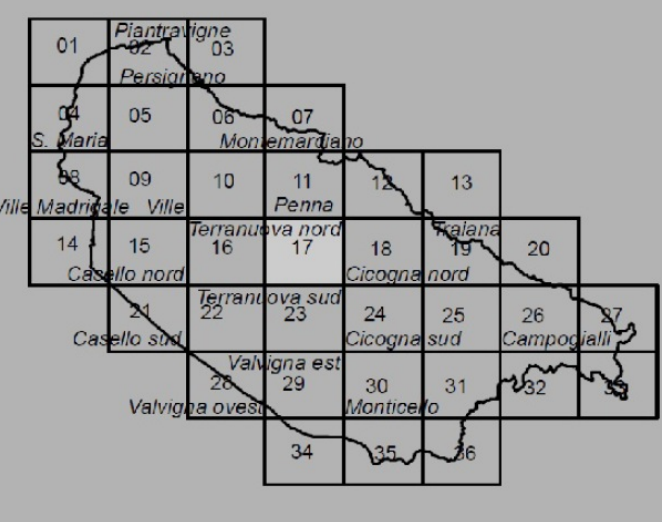 Piantravigne
01 02 03
Persignano
04 05 06 07
S. Maria Montemarciano
08 09 10 11 12 13
Ville Madrigale Ville Penna
Terranuova nord Traiana
14 15 16 17 18 19 20
Casello nord Cicogna nord
Terranuova sud
21 22 23 24 25 26 27
Casello sud Cicogna sud Campogialli
Valvigna est
28 29 30 31 32 33
Valvigna ovest Monticello
34 35 36